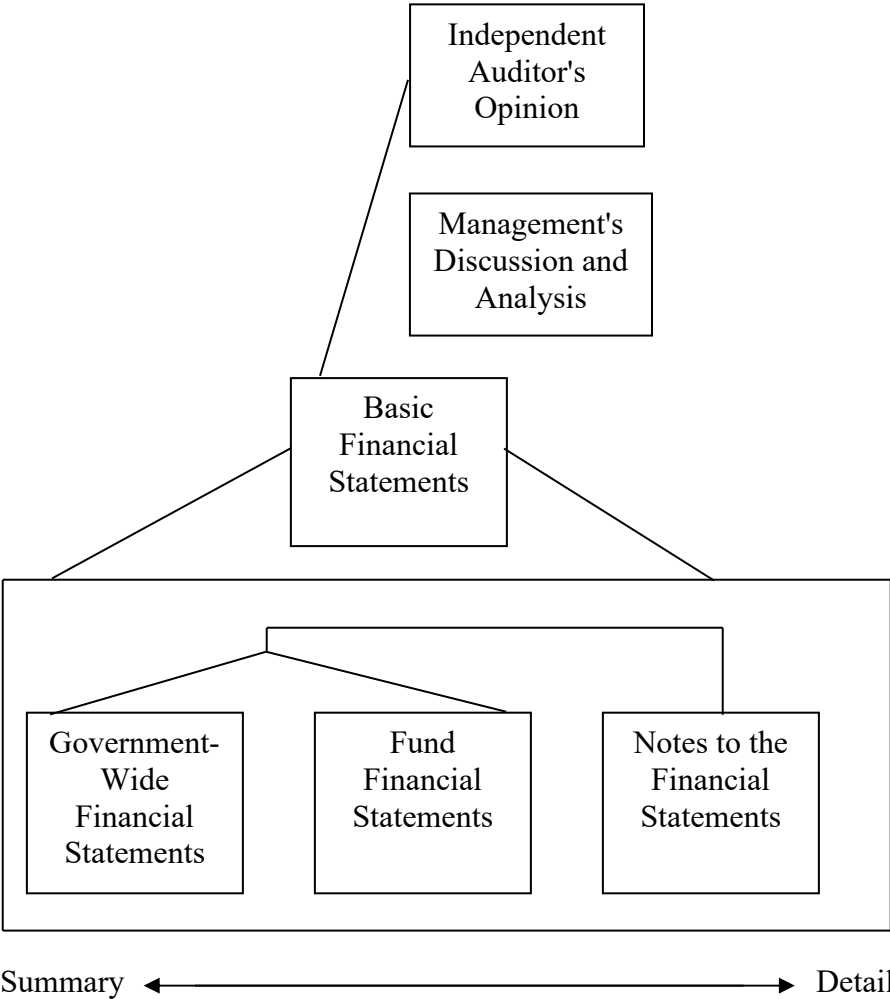 Independent
Auditor's
Opinion
Management's
Discussion and
Analysis
Basic
Financial
Statements
Government-
Wide
Financial
Statements
Fund
Financial
Statements
Notes to the
Financial
Statements
Summary
Detail